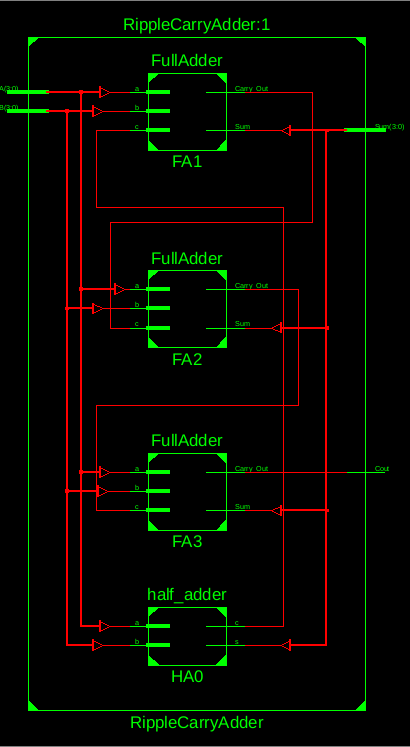 RippleCarryAdder:1
FullAdder
A(3:0)
a
Carry_Out
B(3:0)
b
c
Sum
Sum(3:0)
FA1
FullAdder
a
Carry_Out
b
c
Sum
FA2
FullAdder
a
Carry_Out
Cout
b
c
Sum
FA3
half_adder
a
c
b
s
HA0
RippleCarryAdder